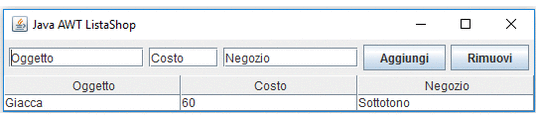 Java AWT ListaShop
Oggetto Costo Negozio Aggiungi Rimuovi
Oggetto Costo Negozio
Giacca 60 Sottotono